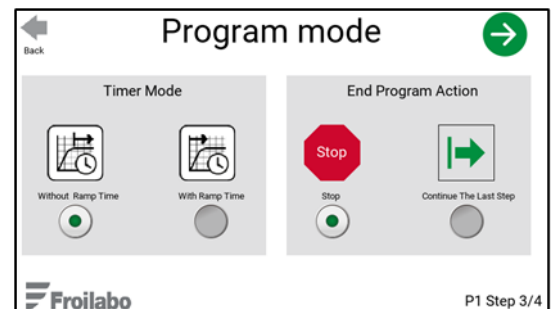 Program mode
Back
Timer Mode
End Program Action
Stop
Without Ramp Time
With Ramp Time
Stop
Continue The Last Step
Froilabo
P1 Step 3/4